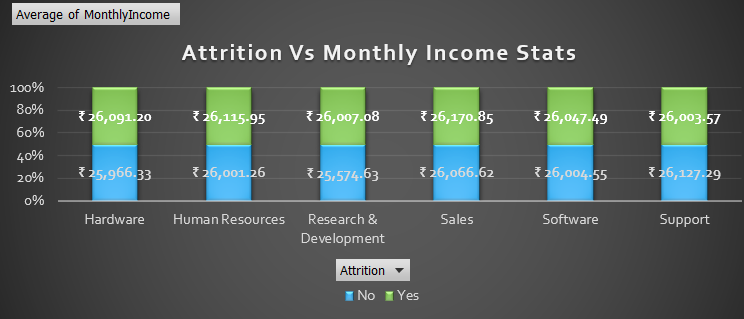 Average of MonthlyIncome
Attrition Vs Monthly Income Stats
100%
80%
60%
40%
20%
0%
₹ 26,091.20 ₹ 26,115.95 ₹ 26,007.08 ₹ 26,170.85 ₹ 26,047.49 ₹ 26,003.57
₹ 25,966.33 ₹ 26,001.26 ₹ 25,574.63 ₹ 26,066.62 ₹ 26,004.55 ₹ 26,127.29
Hardware Human Resources Research & Sales Software Support
Development
Attrition
No Yes